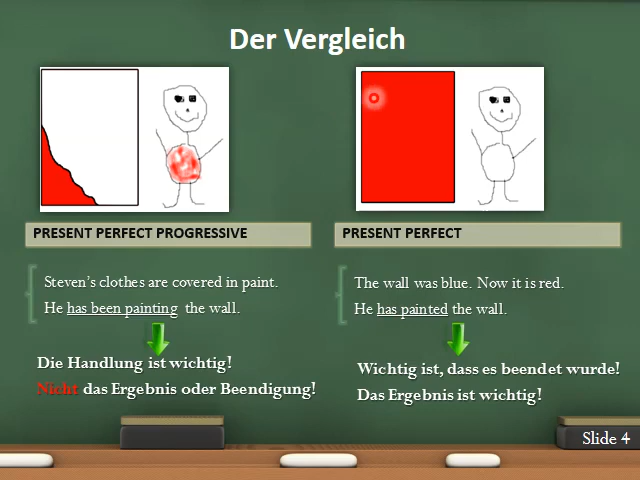 Der Vergleich
PRESENT PERFECT PROGRESSIVE
Steven's clothes are covered in paint.
He has been painting the wall.
Die Handlung ist wichtig!
Nicht das Ergebnis oder Beendigung!
PRESENT PERFECT
The wall was blue. Now it is red.
He has painted the wall.
Wichtig ist, dass es beendet wurde!
Das Ergebnis ist wichtig!
Slide 4